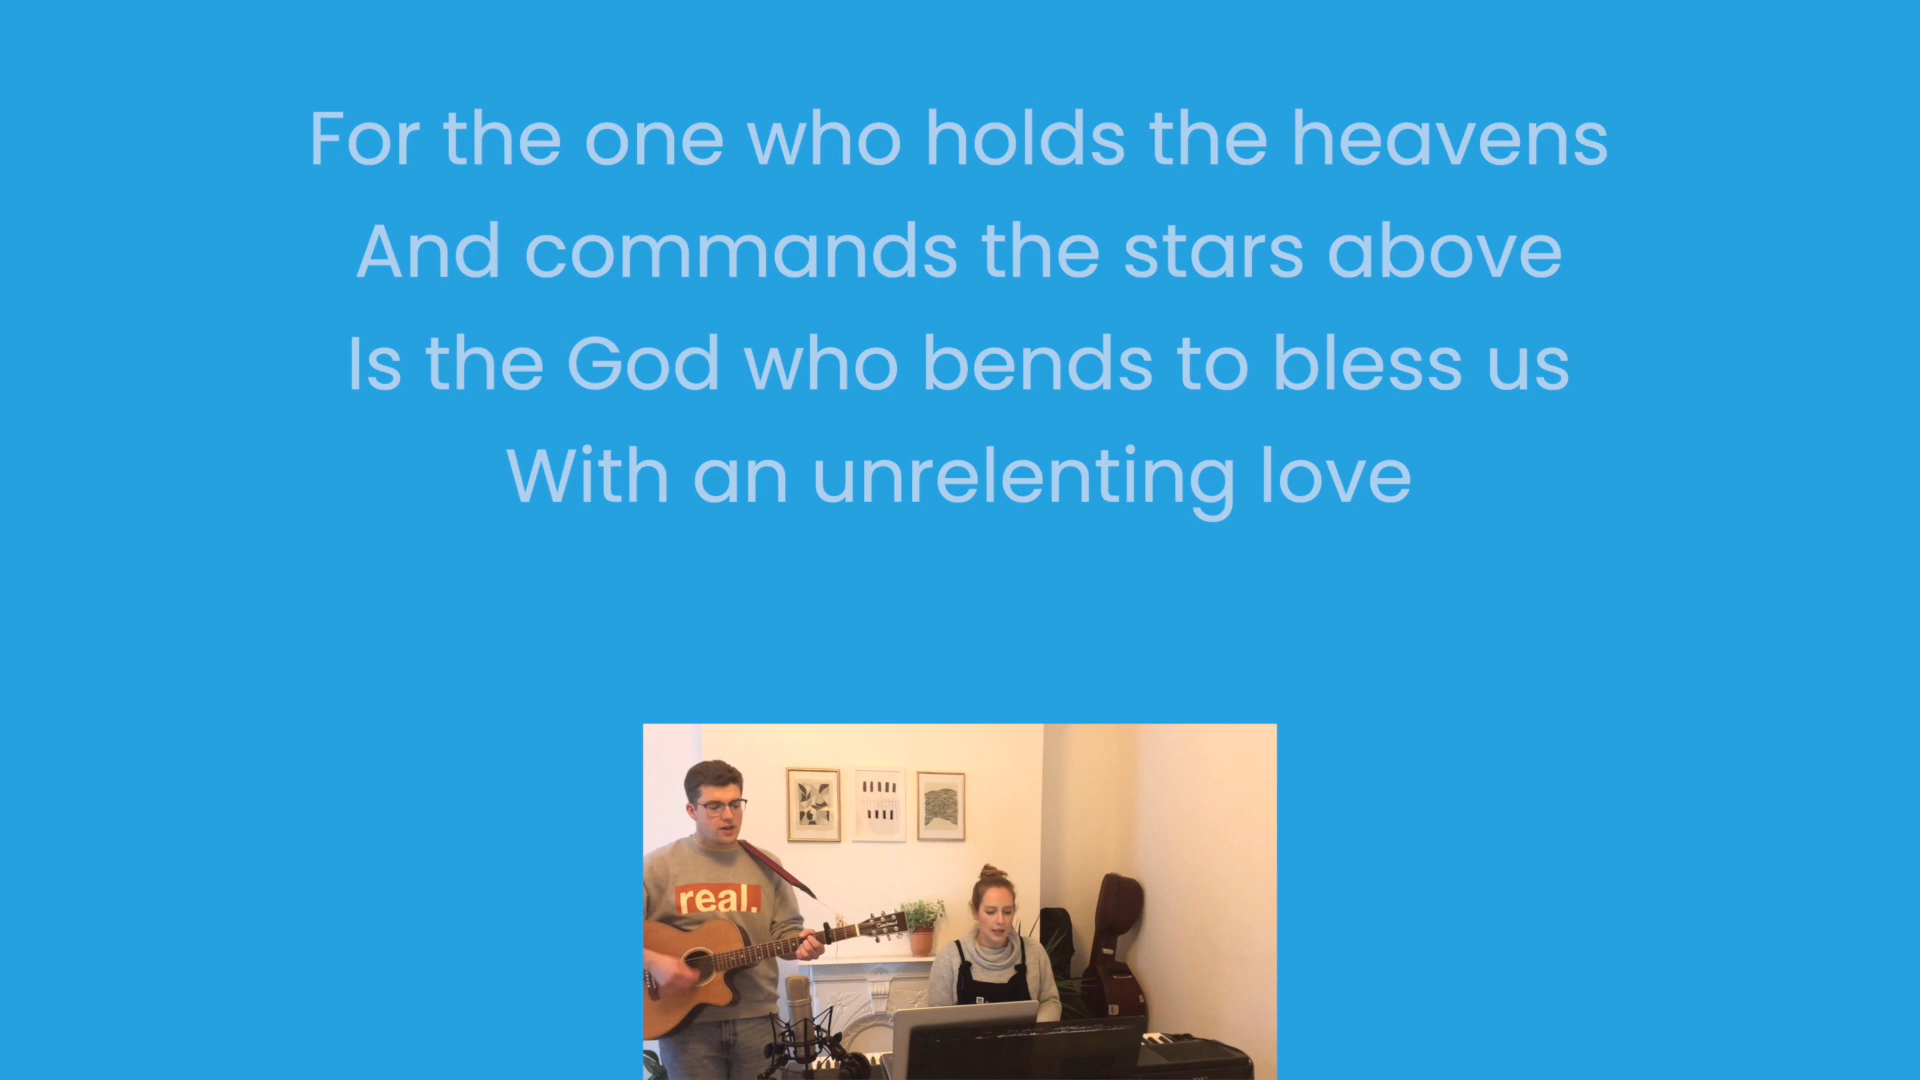 For the one who holds the heavens
And commands the stars above
Is the God who bends to bless us
With an unrelenting love
real.